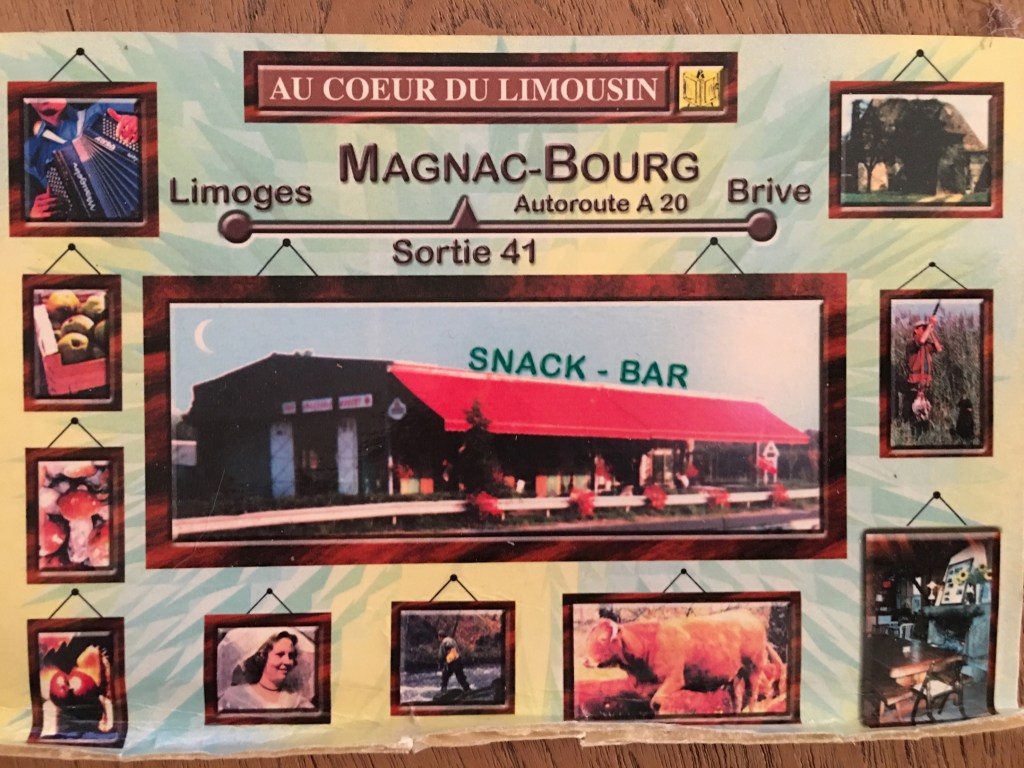 AU COEUR DU LIMOUSIN
MAGNAC-BOURG
Limoges
Autoroute A 20
Brive
Sortie 41
SNACK - BAR